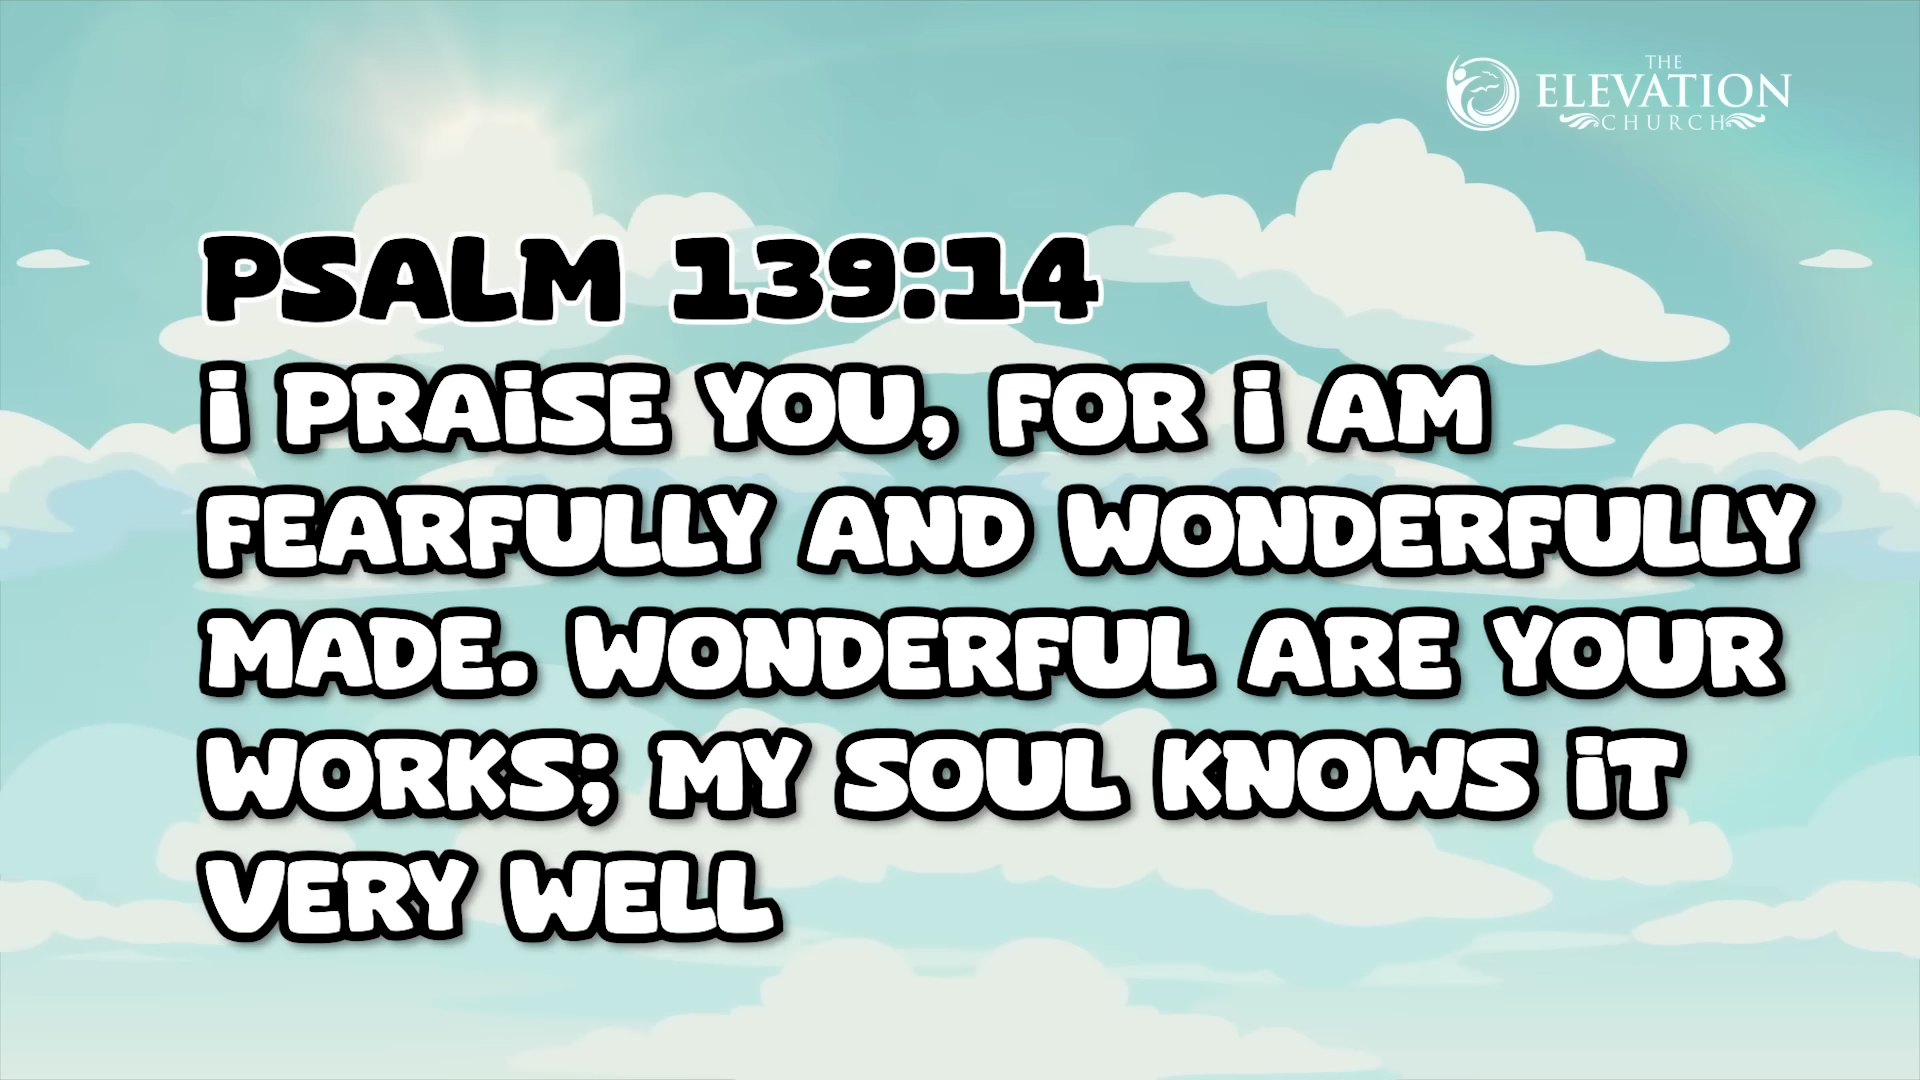 THE
ELEVATION
CHURCH
PSALM 139:14
i PRAiSE YOU, FOR i AM
FEARFULLY AND WONDERFULLY
MADE. WONDERFUL ARE YOUR
WORKS; MY SOUL KNOWS iT
VERY WELL